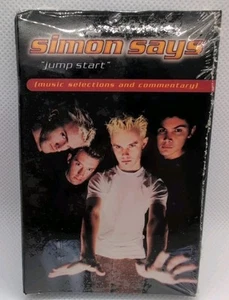 simon says
"jump start"
[music selections and commentary]